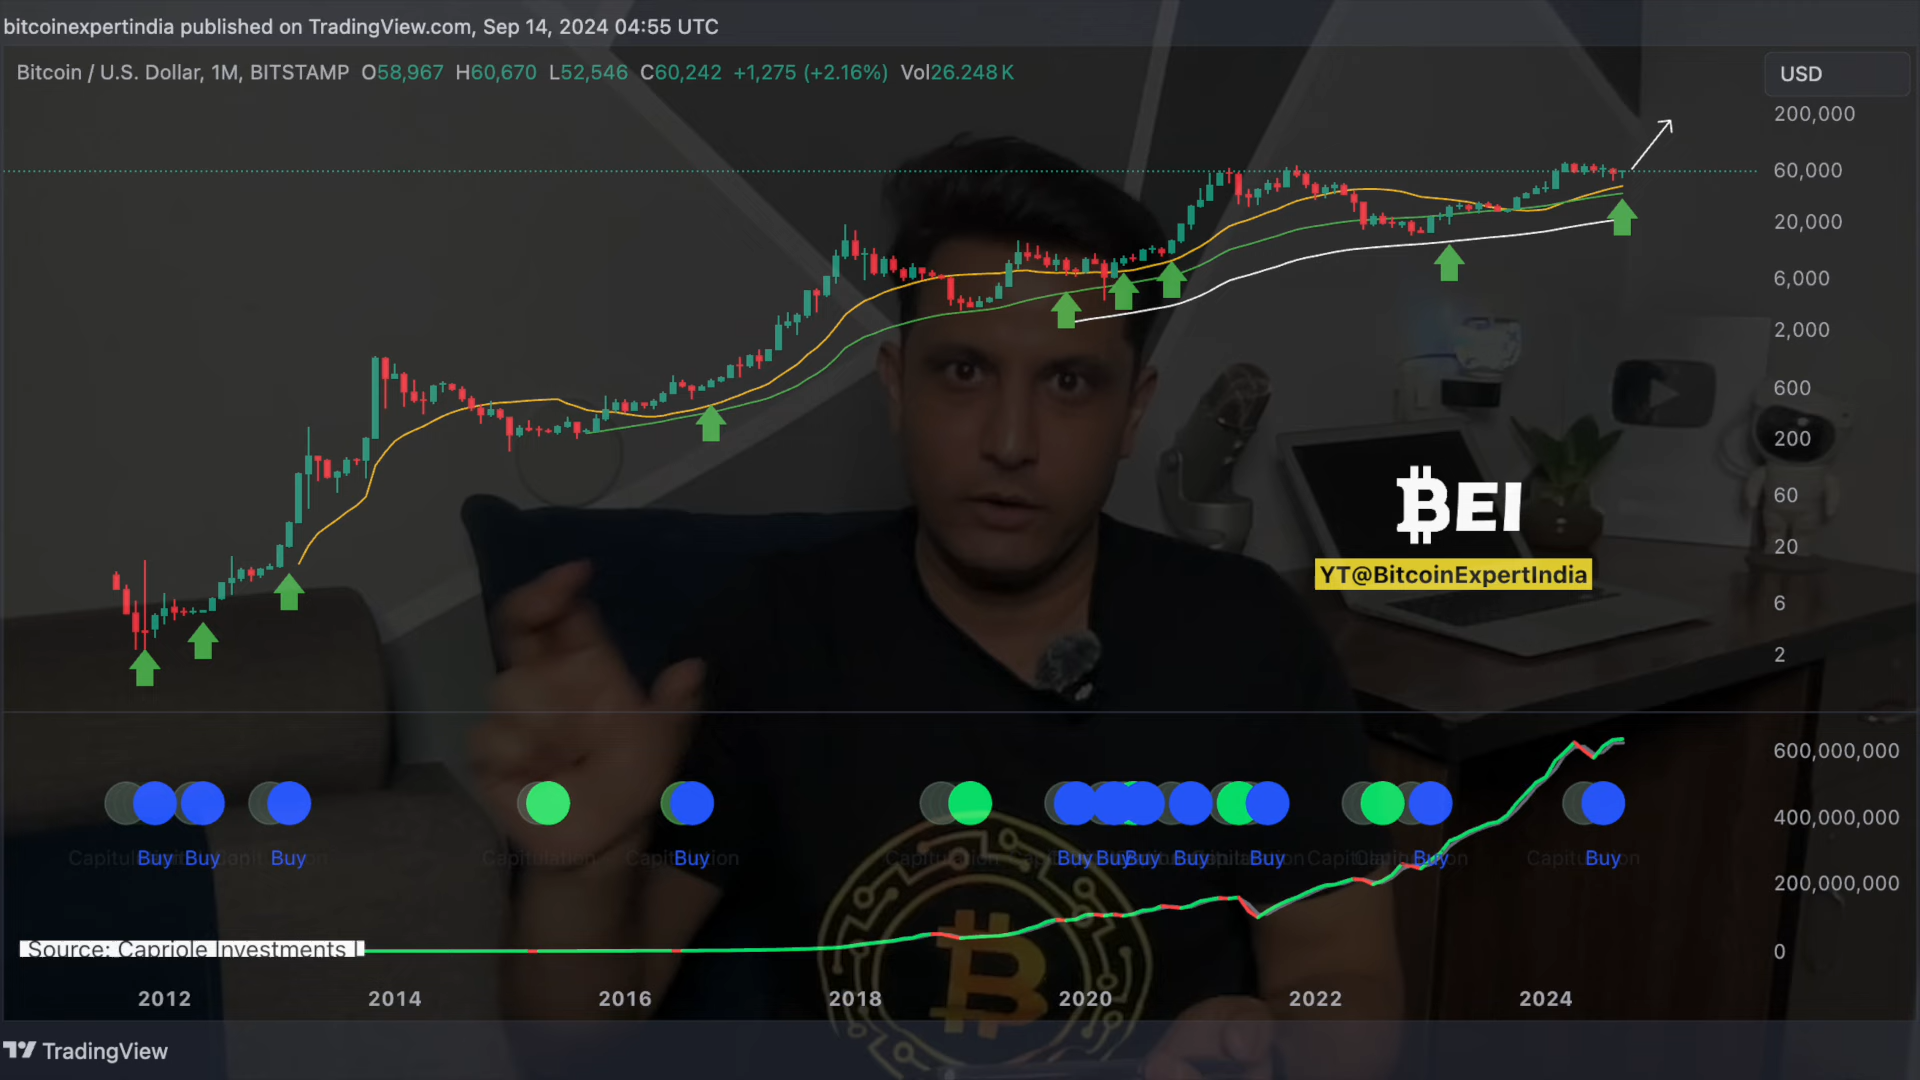 bitcoinexpertindia published on TradingView.com, Sep 14, 2024 04:55 UTC
Bitcoin / U.S. Dollar, 1M, BITSTAMP O58,967 H60,670 L52,546 C60,242 +1,275 (+2.16%) Vol26.248K
USD
200,000
60,000
20,000
6,000
2,000
600
200
60
20
6
2
₿EI
YT@BitcoinExpertIndia
600,000,000
400,000,000
200,000,000
0
Buy Buy Buy Capitulation Buy Capitulation Buy Buy Buy Buy Buy Buy Buy
Source: Capriole Investments
2012 2014 2016 2018 2020 2022 2024
TradingView